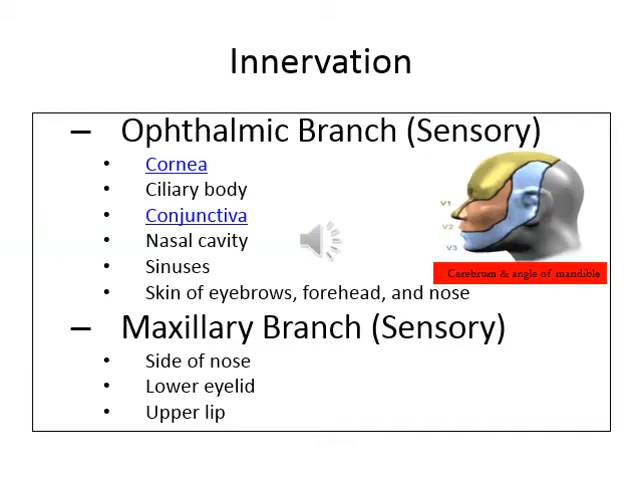 Innervation
– Ophthalmic Branch (Sensory)
• Cornea
• Ciliary body
• Conjunctiva
• Nasal cavity
• Sinuses
• Skin of eyebrows, forehead, and nose
V1
V2
V3
Cerebrum & angle of mandible
– Maxillary Branch (Sensory)
• Side of nose
• Lower eyelid
• Upper lip